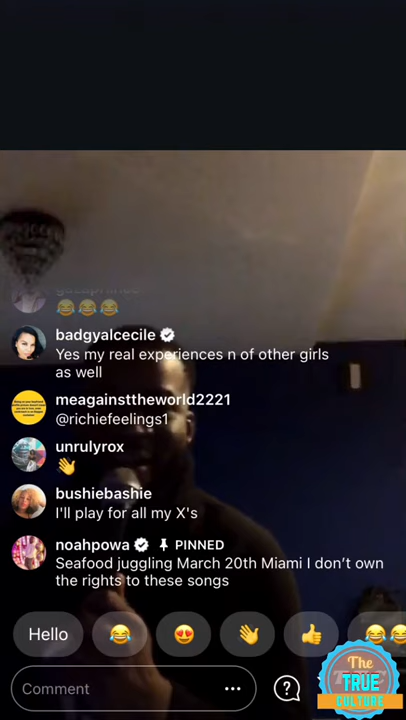 😂😂😂
badgyalcecile
Yes my real experiences n of other girls
as well
meagainsttheworld2221
@richiefeelings1
unrulyrox
👋
bushiebashie
I'll play for all my X's
noahpowa PINNED
Seafood juggling March 20th Miami I don't own
the rights to these songs
Hello 😂 😍 👋 👍 😂😂
Comment
The
TRUE
CULTURE